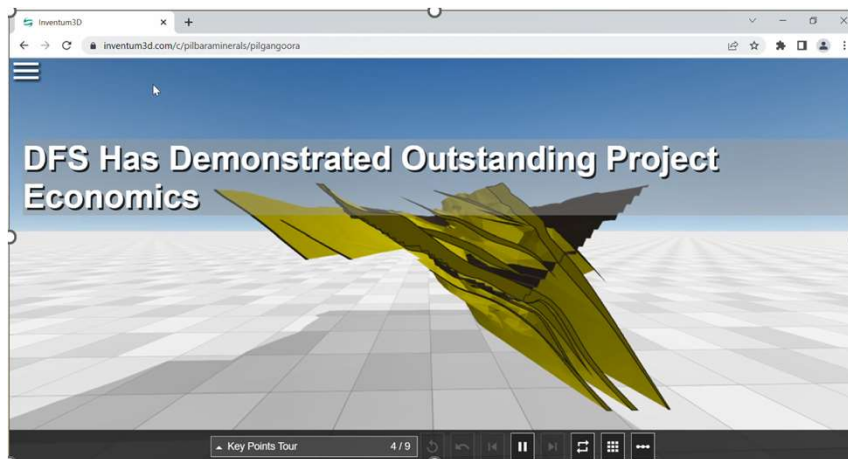 Inventum3D
inventum3d.com/c/pilbaraminerals/pilgangoora
DFS Has Demonstrated Outstanding Project
Economics
Key Points Tour 4 / 9